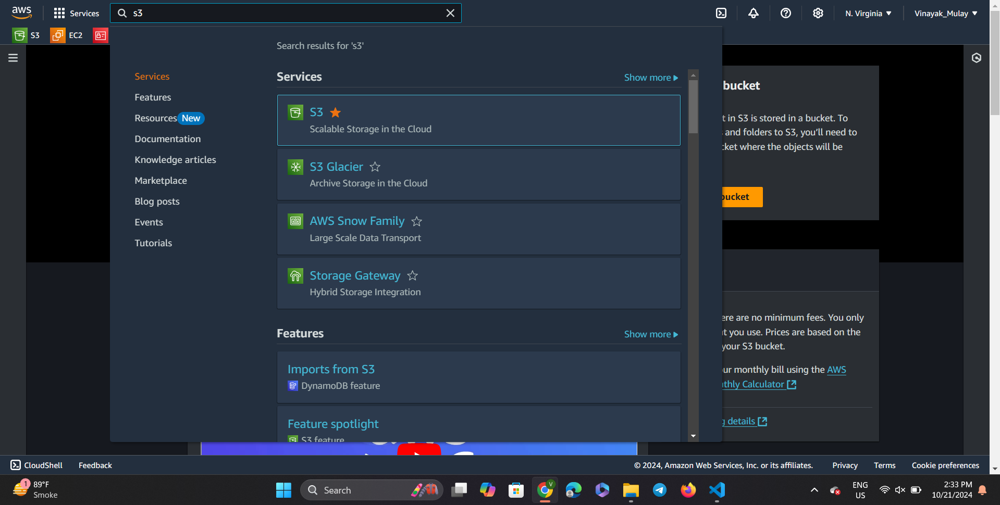 aws
Services
s3
N. Virginia
Vinayak_Mulay
S3
EC2
Search results for 's3'
Services
Features
Resources New
Documentation
Knowledge articles
Marketplace
Blog posts
Events
Tutorials
Services
Show more
S3
Scalable Storage in the Cloud
S3 Glacier
Archive Storage in the Cloud
AWS Snow Family
Large Scale Data Transport
Storage Gateway
Hybrid Storage Integration
Features
Show more
Imports from S3
DynamoDB feature
Feature spotlight
S3 feature
bucket
in S3 is stored in a bucket. To
and folders to S3, you’ll need to
where the objects will be
bucket
are no minimum fees. You only
you use. Prices are based on the
your S3 bucket.
monthly bill using the AWS
Calculator
details
CloudShell
Feedback
© 2024, Amazon Web Services, Inc. or its affiliates.
Privacy
Terms
Cookie preferences
1
89°F
Smoke
Search
V
ENG
US
2:33 PM
10/21/2024